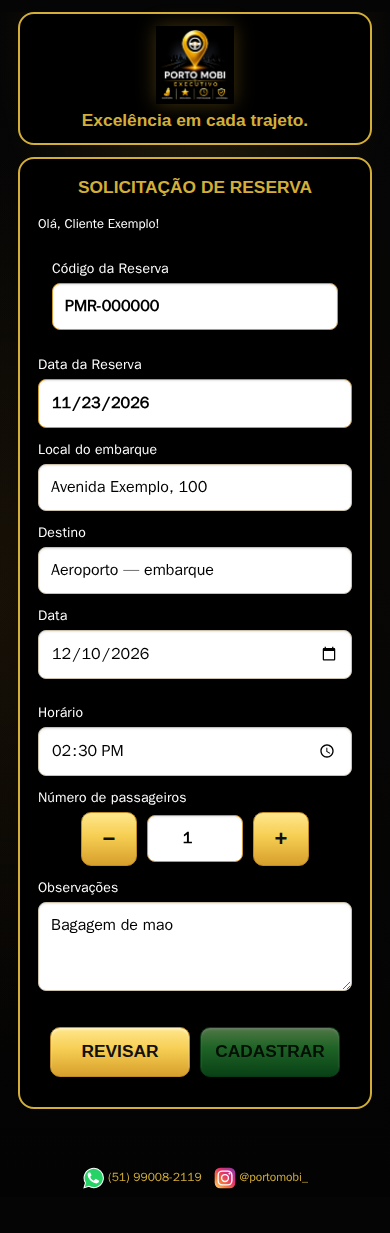 PORTO MOBI
EXECUTIVO
Excelência em cada trajeto.
SOLICITAÇÃO DE RESERVA
Olá, Cliente Exemplo!
Código da Reserva
PMR-000000
Data da Reserva
11/23/2026
Local do embarque
Avenida Exemplo, 100
Destino
Aeroporto — embarque
Data
12/10/2026
Horário
02:30 PM
Número de passageiros
− 1 +
Observações
Bagagem de mao
REVISAR CADASTRAR
(51) 99008-2119 @portomobi_